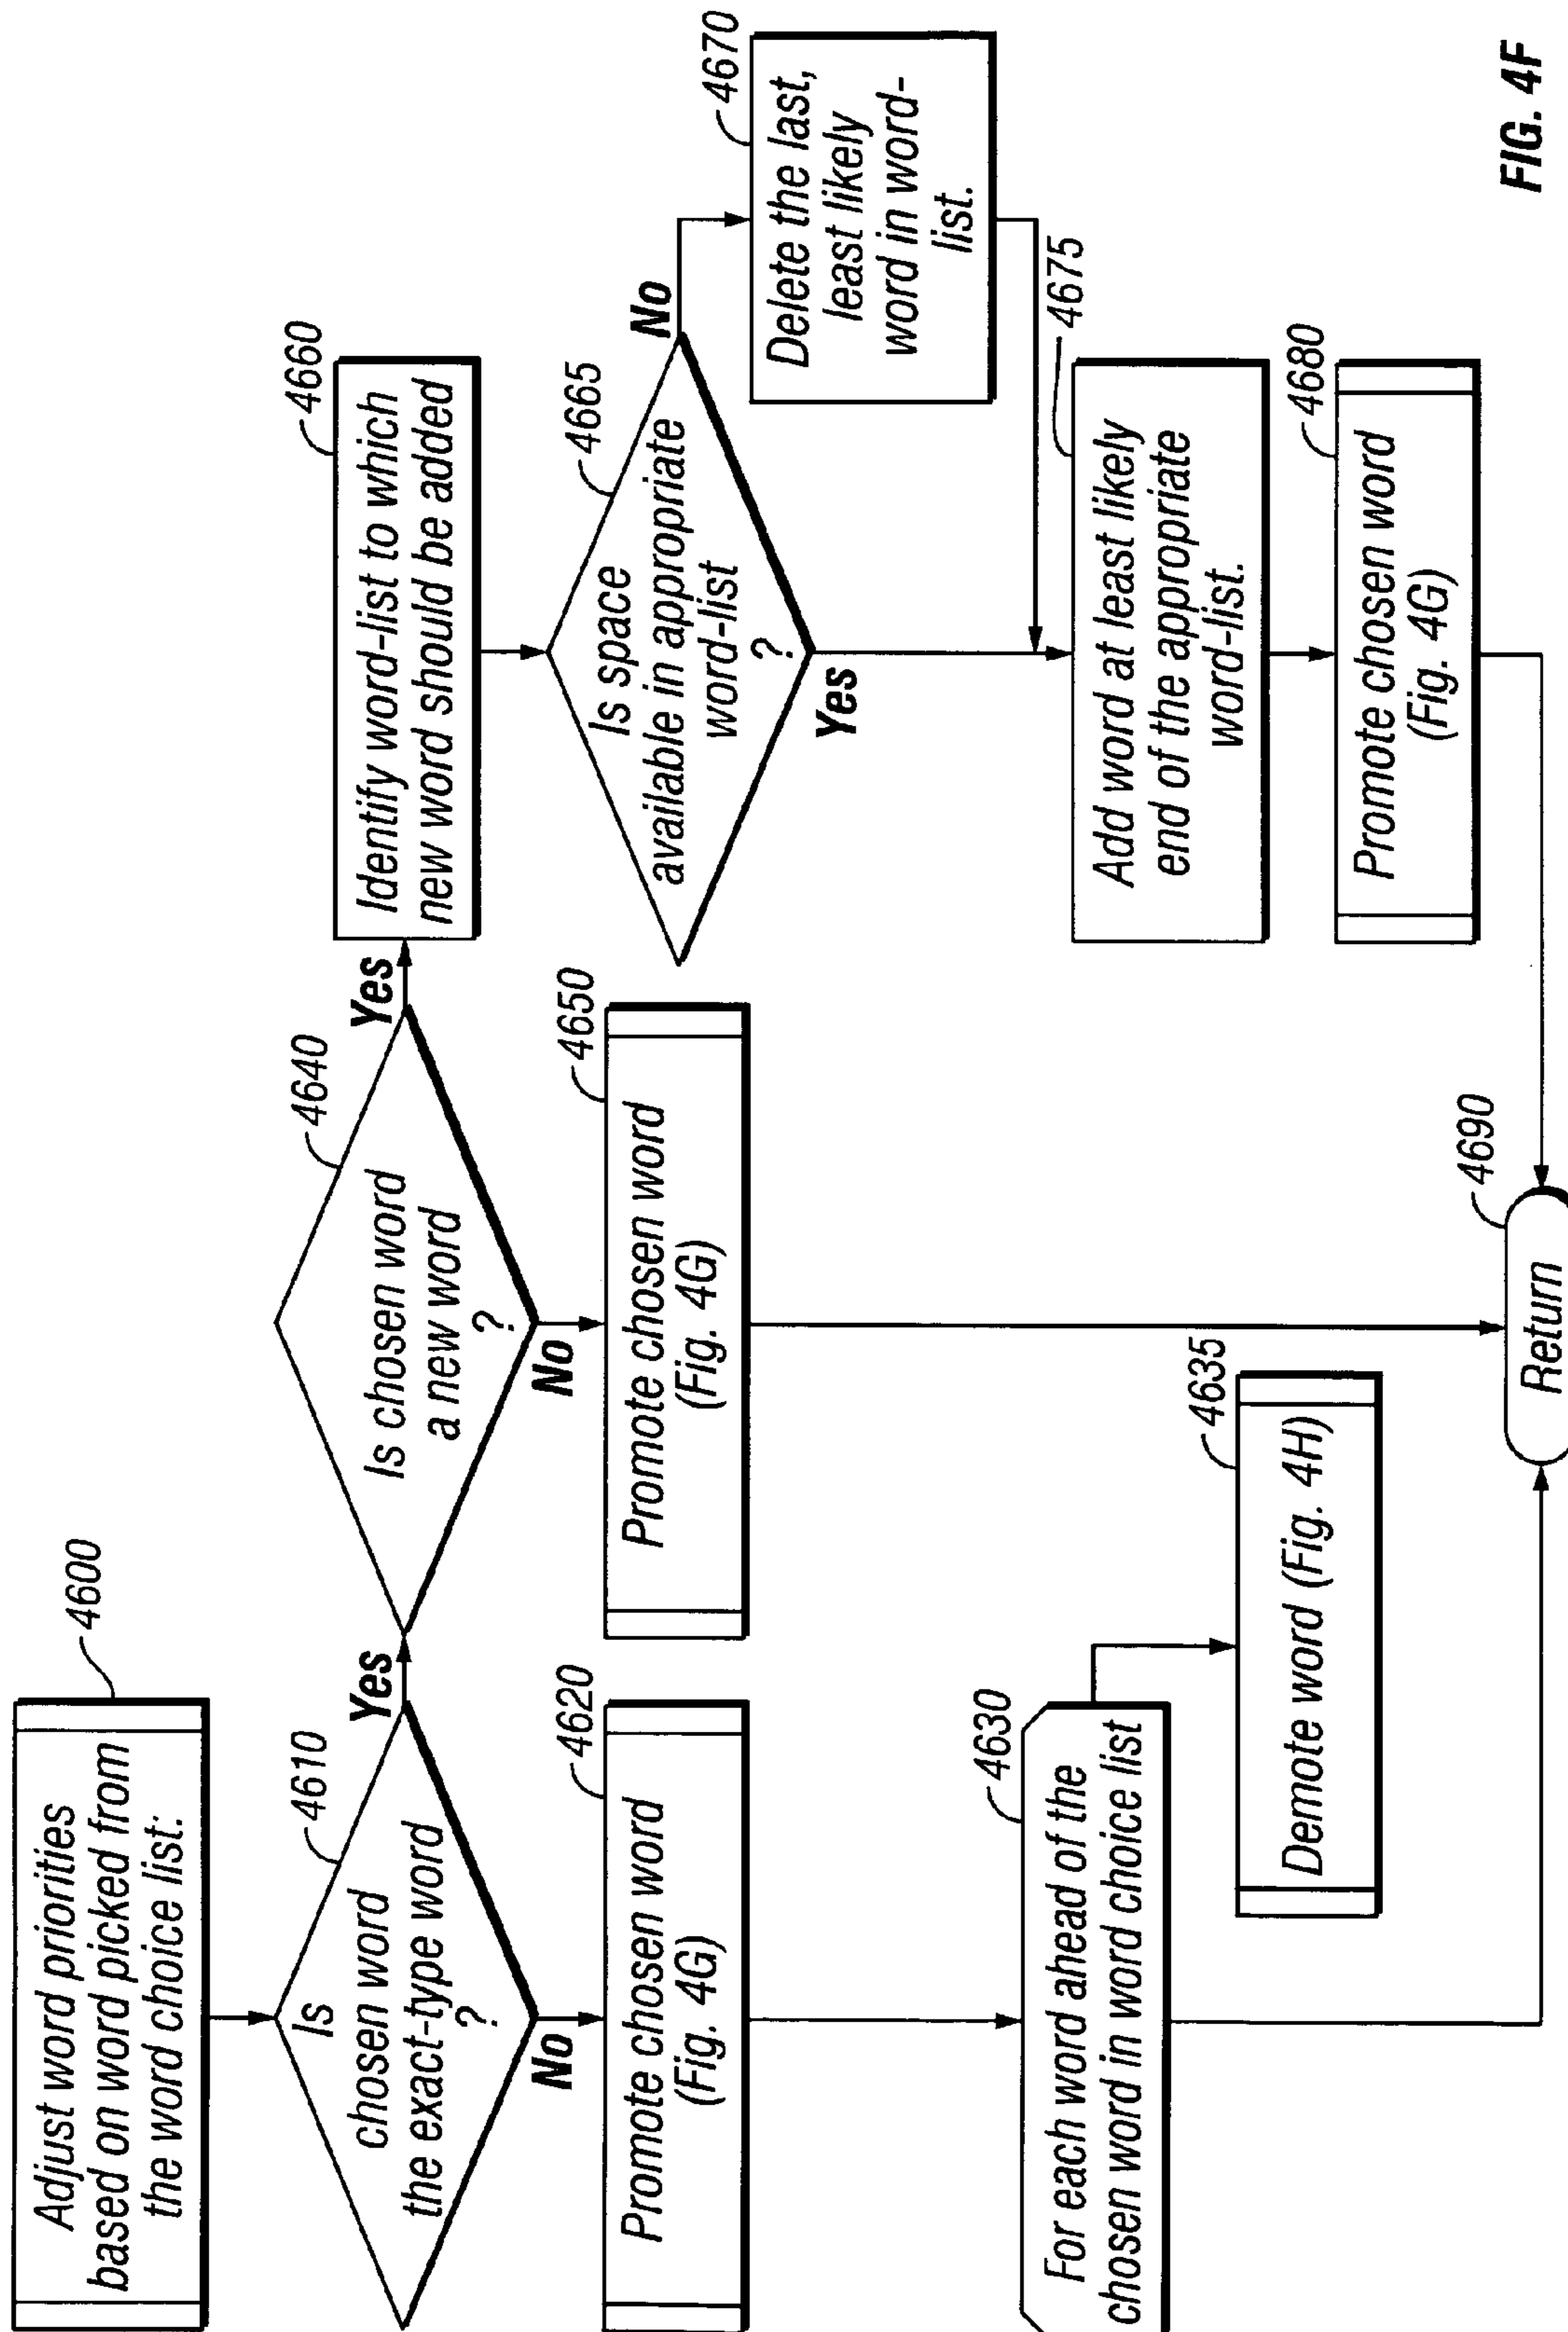 4600
Adjust word priorities
based on word picked from
the word choice list:
4610
Is
chosen word
the exact-type word
?
Yes
No
4620
Promote chosen word
(Fig. 4G)
4630
For each word ahead of the
chosen word in word choice list
4635
Demote word (Fig. 4H)
4640
Is chosen word
a new word
?
Yes
No
4650
Promote chosen word
(Fig. 4G)
4660
Identify word-list to which
new word should be added
4665
Is space
available in appropriate
word-list
?
No
Yes
4670
Delete the last,
least likely
word in word-
list.
4675
Add word at least likely
end of the appropriate
word-list.
4680
Promote chosen word
(Fig. 4G)
4690
Return
FIG. 4F